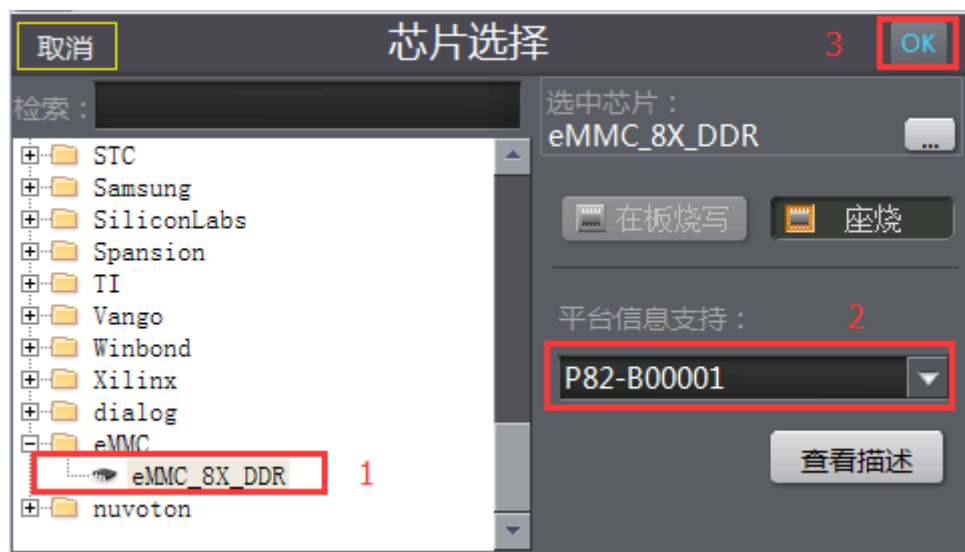 取消
芯片选择
3
OK
检索：
选中芯片：
eMMC_8X_DDR
...
STC
Samsung
SiliconLabs
Spansion
TI
Vango
Winbond
Xilinx
dialog
eMMC
eMMC_8X_DDR
1
nuvoton
在板烧写
座烧
平台信息支持：
2
P82-B00001
查看描述